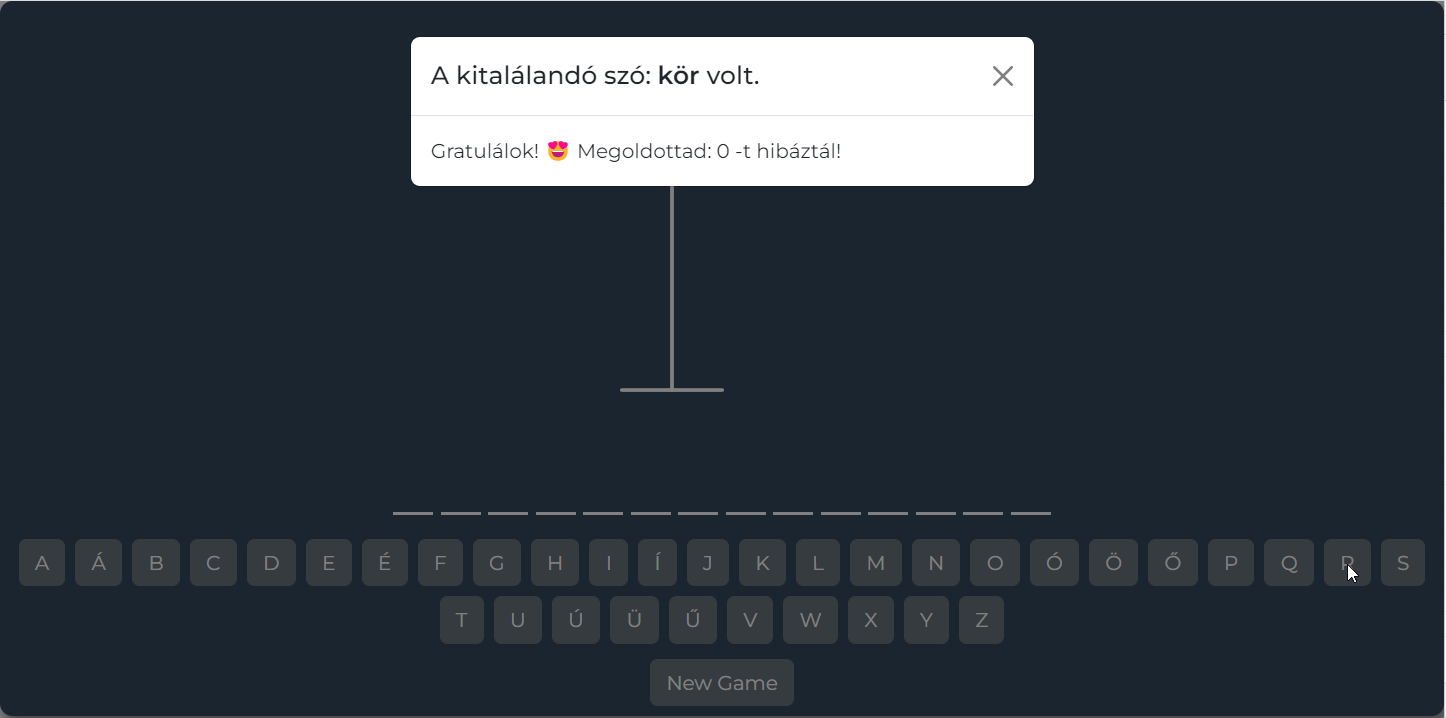 A kitalálandó szó: kör volt.
Gratulálok! 😍 Megoldottad: 0 -t hibáztál!
A Á B C D E É F G H I Í J K L M N O Ó Ö Ő P Q R S
T U Ú Ü Ű V W X Y Z
New Game